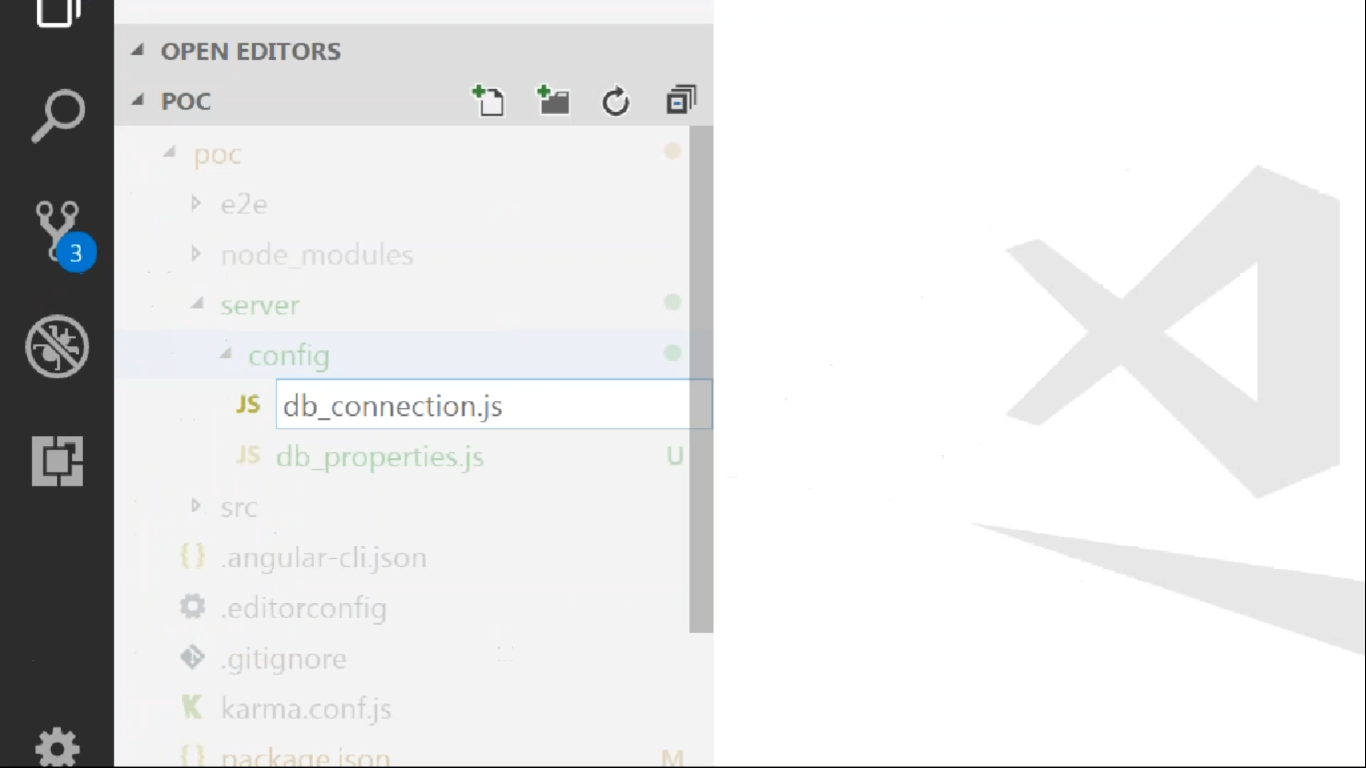 OPEN EDITORS
POC
poc
e2e
node_modules
3
server
config
JS db_connection.js
JS db_properties.js U
src
{} .angular-cli.json
.editorconfig
.gitignore
K karma.conf.js
{} package.json M